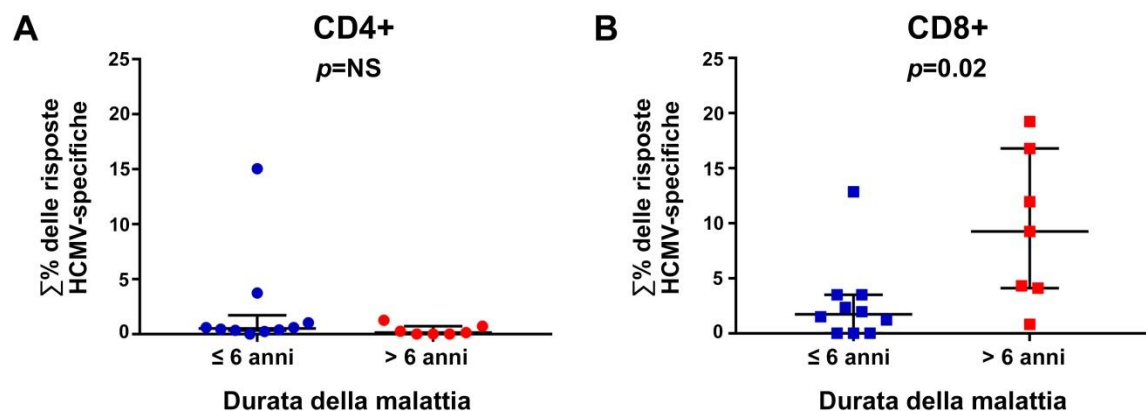 A
CD4+
p=NS
∑% delle risposte
HCMV-specifiche
25
20
15
10
5
0
≤ 6 anni
> 6 anni
Durata della malattia
B
CD8+
p=0.02
∑% delle risposte
HCMV-specifiche
25
20
15
10
5
0
≤ 6 anni
> 6 anni
Durata della malattia